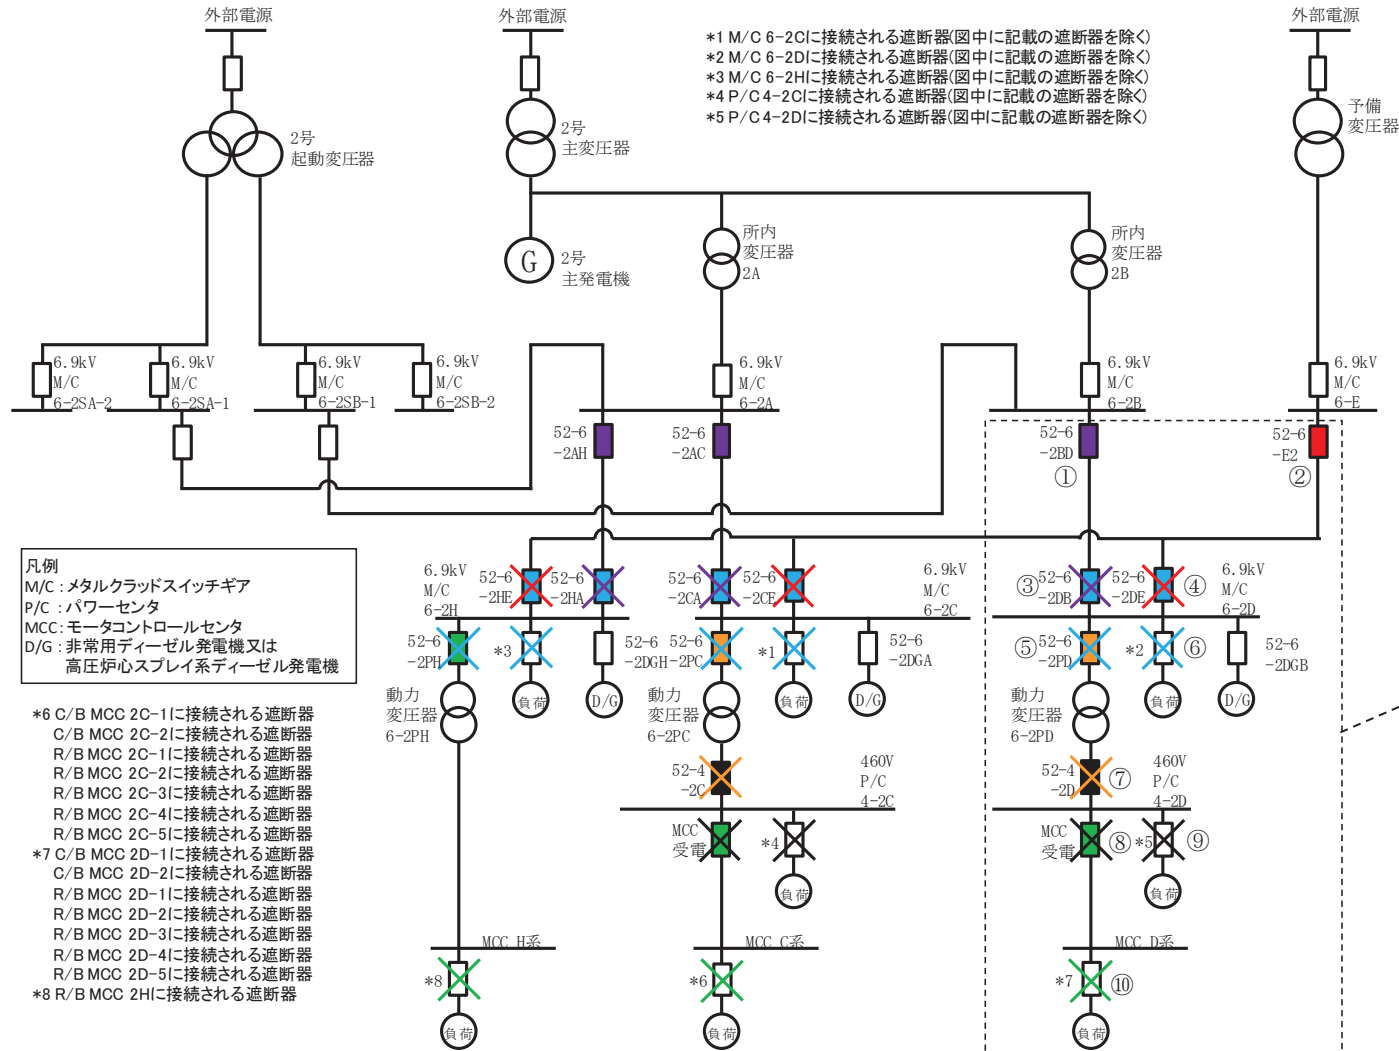 外部電源
外部電源
外部電源
*1 M/C 6-2Cに接続される遮断器(図中に記載の遮断器を除く)
*2 M/C 6-2Dに接続される遮断器(図中に記載の遮断器を除く)
*3 M/C 6-2Hに接続される遮断器(図中に記載の遮断器を除く)
*4 P/C 4-2Cに接続される遮断器(図中に記載の遮断器を除く)
*5 P/C 4-2Dに接続される遮断器(図中に記載の遮断器を除く)
2号
起動変圧器
2号
主変圧器
予備
変圧器
G
2号
主発電機
所内
変圧器
2A
所内
変圧器
2B
6.9kV
M/C
6-2SA-2
6.9kV
M/C
6-2SA-1
6.9kV
M/C
6-2SB-1
6.9kV
M/C
6-2SB-2
6.9kV
M/C
6-2A
6.9kV
M/C
6-2B
6.9kV
M/C
6-E
52-6
-2AH
52-6
-2AC
52-6
-2BD
①
52-6
-E2
②
凡例
M/C : メタルクラッドスイッチギア
P/C : パワーセンタ
MCC : モータコントロールセンタ
D/G : 非常用ディーゼル発電機又は
高圧炉心スプレイ系ディーゼル発電機
6.9kV
M/C
6-2H
52-6
-2HE
52-6
-2HA
52-6
-2CA
52-6
-2CE
6.9kV
M/C
6-2C
③
52-6
-2DB
52-6
-2DE
④
6.9kV
M/C
6-2D
52-6
-2PH
*3
52-6
-2DGH
52-6
-2PC
*1
52-6
-2DGA
⑤
52-6
-2PD
*2
⑥
52-6
-2DGB
動力
変圧器
6-2PH
負荷
D/G
動力
変圧器
6-2PC
負荷
D/G
動力
変圧器
6-2PD
負荷
D/G
52-4
-2C
460V
P/C
4-2C
52-4
-2D
⑦
460V
P/C
4-2D
MCC
受電
*4
負荷
MCC
受電
⑧
*5
⑨
負荷
*6 C/B MCC 2C-1に接続される遮断器
C/B MCC 2C-2に接続される遮断器
R/B MCC 2C-1に接続される遮断器
R/B MCC 2C-2に接続される遮断器
R/B MCC 2C-3に接続される遮断器
R/B MCC 2C-4に接続される遮断器
R/B MCC 2C-5に接続される遮断器
*7 C/B MCC 2D-1に接続される遮断器
C/B MCC 2D-2に接続される遮断器
R/B MCC 2D-1に接続される遮断器
R/B MCC 2D-2に接続される遮断器
R/B MCC 2D-3に接続される遮断器
R/B MCC 2D-4に接続される遮断器
R/B MCC 2D-5に接続される遮断器
*8 R/B MCC 2Hに接続される遮断器
MCC H系
MCC C系
MCC D系
*8
*6
*7
⑩
負荷
負荷
負荷